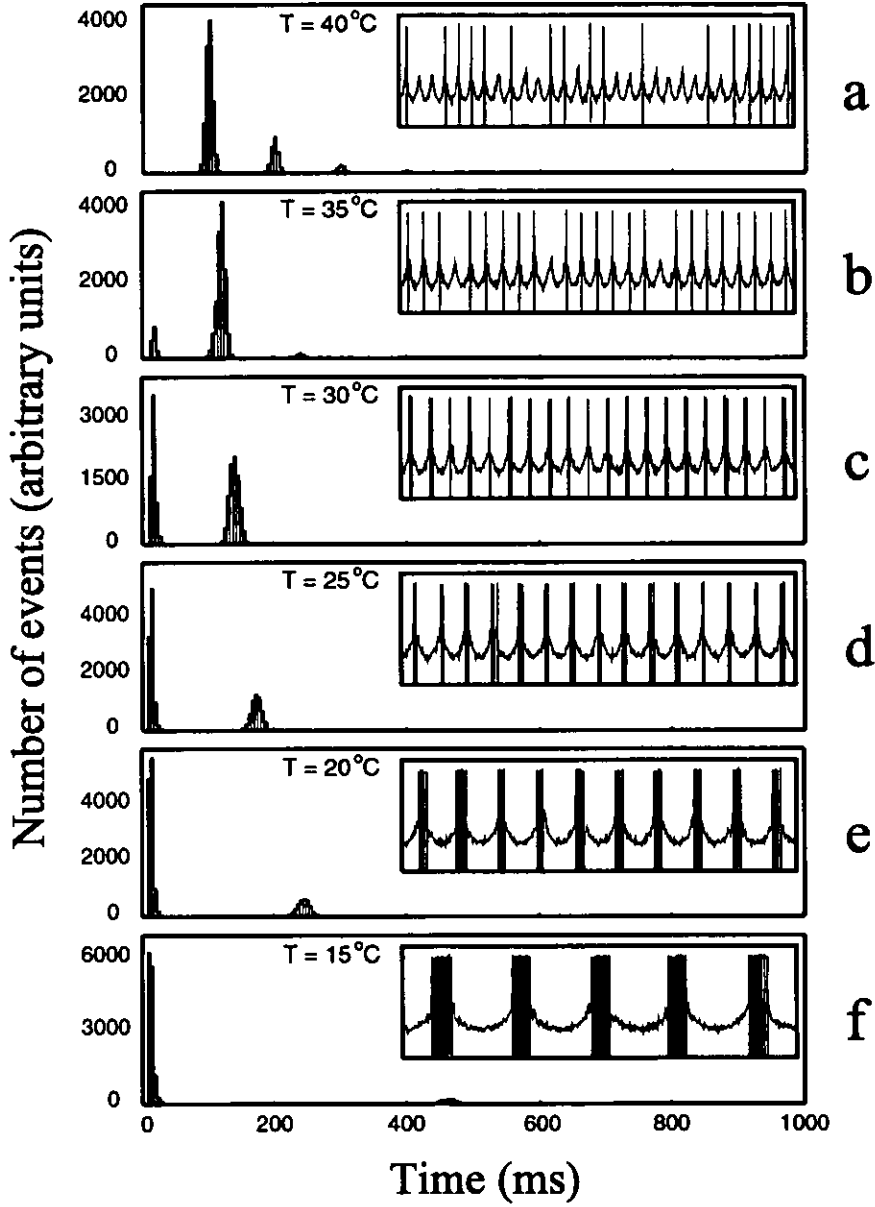 4000 T = 40°C
2000
0
a
4000 T = 35°C
2000
0
b
T = 30°C
3000
1500
0
c
T = 25°C
4000
2000
0
d
T = 20°C
4000
2000
0
e
T = 15°C
6000
3000
0
f
0 200 400 600 800 1000
Time (ms)
Number of events (arbitrary units)